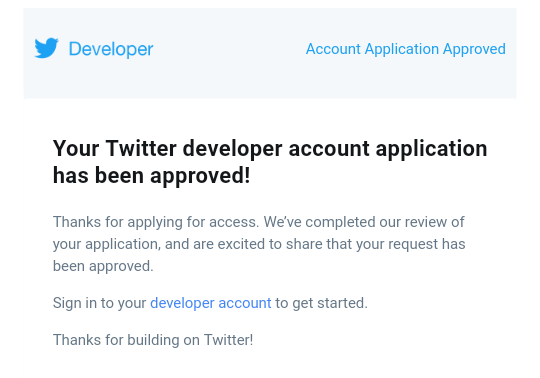 Developer
Account Application Approved
Your Twitter developer account application
has been approved!
Thanks for applying for access. We’ve completed our review of
your application, and are excited to share that your request has
been approved.
Sign in to your developer account to get started.
Thanks for building on Twitter!